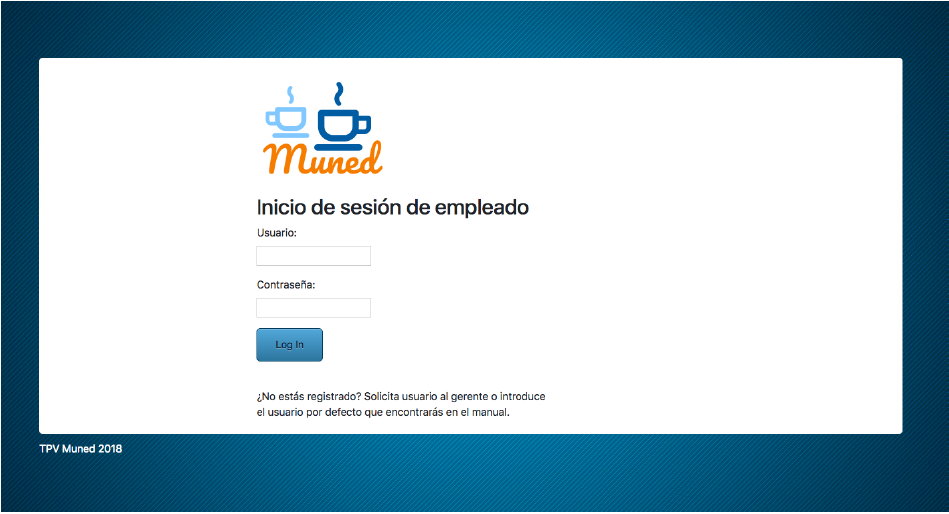 Muned
Inicio de sesión de empleado
Usuario:
Contraseña:
Log In
¿No estás registrado? Solicita usuario al gerente o introduce
el usuario por defecto que encontrarás en el manual.
TPV Muned 2018